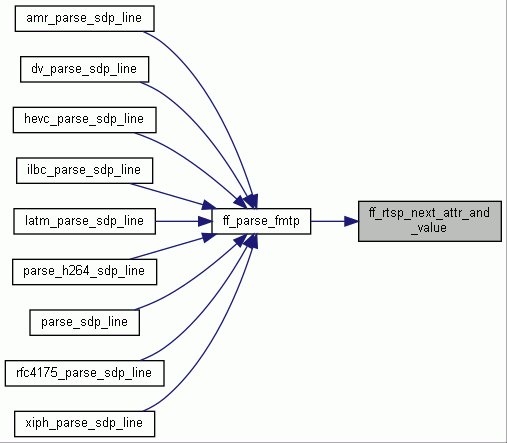 amr_parse_sdp_line
dv_parse_sdp_line
hevc_parse_sdp_line
ilbc_parse_sdp_line
latm_parse_sdp_line
parse_h264_sdp_line
parse_sdp_line
rfc4175_parse_sdp_line
xiph_parse_sdp_line
ff_parse_fmtp
ff_rtsp_next_attr_and
_value